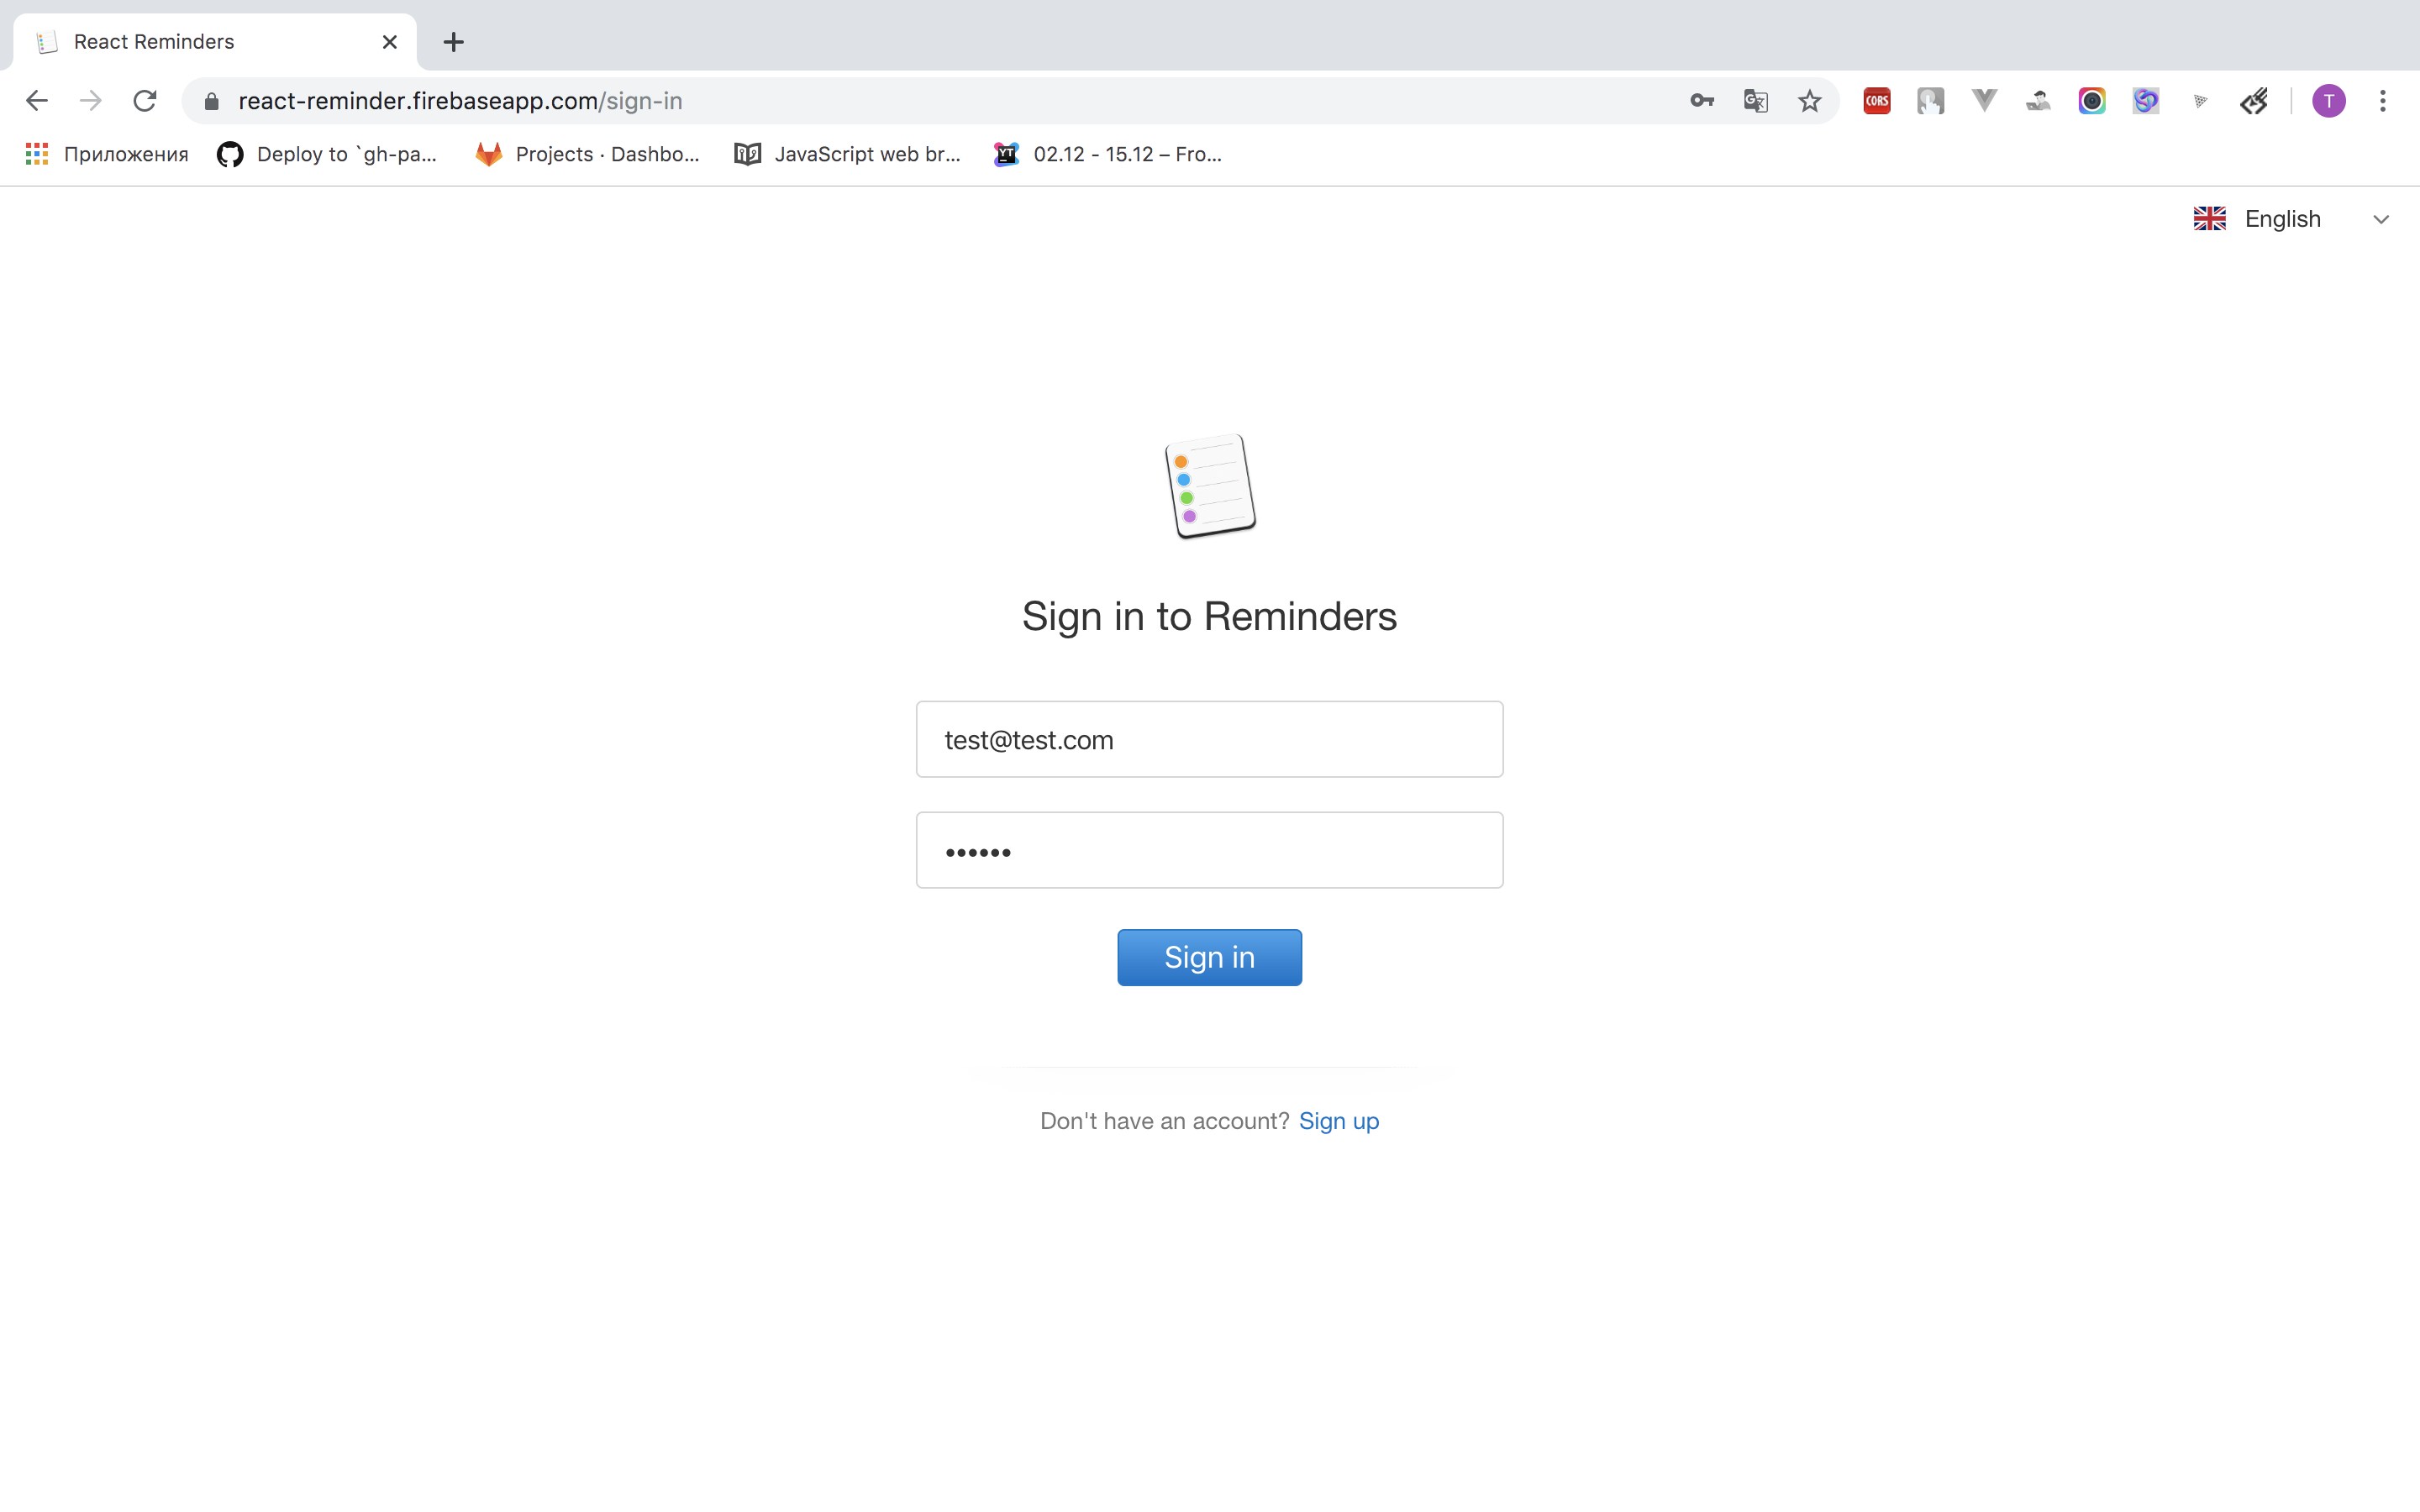 React Reminders
react-reminder.firebaseapp.com/sign-in
CORS
T
Приложения
Deploy to `gh-pa...
Projects · Dashbo...
JavaScript web br...
YT
02.12 - 15.12 – Fro...
English
Sign in to Reminders
test@test.com
••••••
Sign in
Don't have an account? Sign up